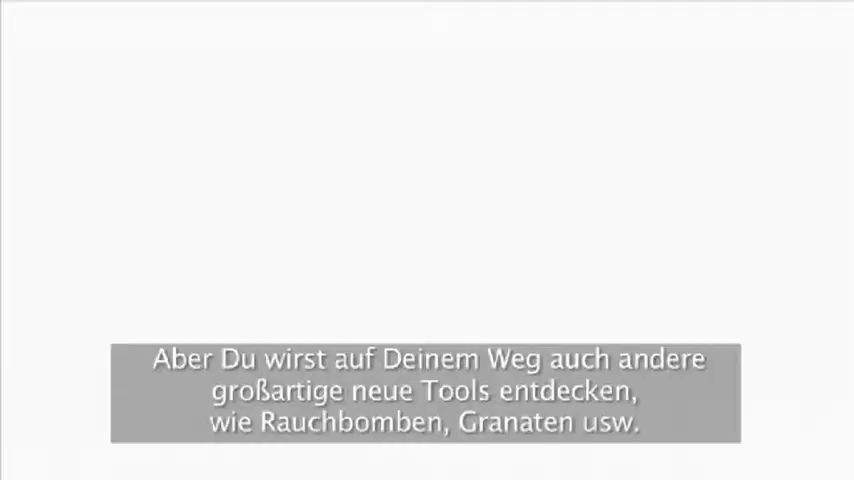 Aber Du wirst auf Deinem Weg auch andere
großartige neue Tools entdecken,
wie Rauchbomben, Granaten usw.